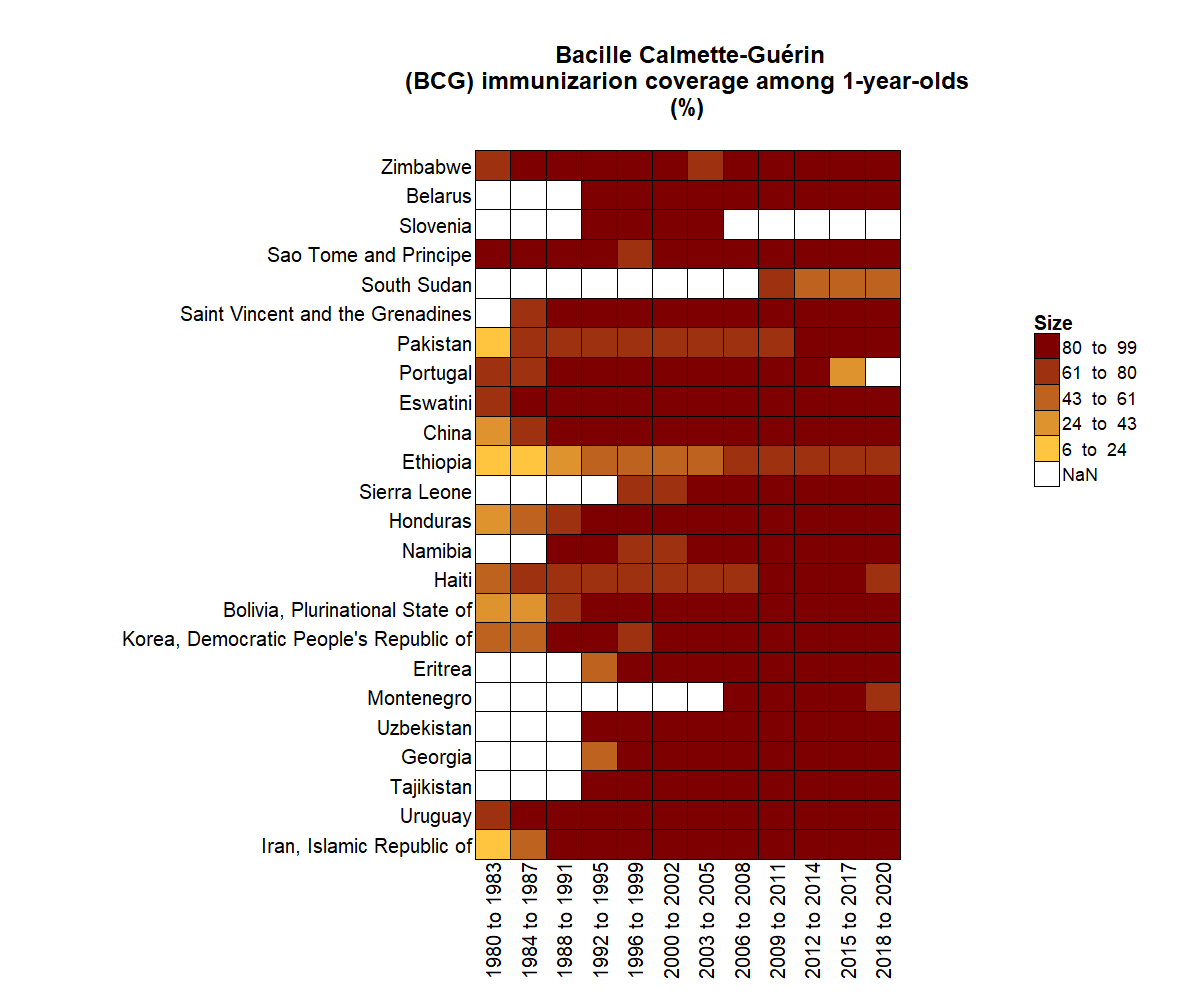 Bacille Calmette-Guérin
(BCG) immunizarion coverage among 1-year-olds
(%)
Zimbabwe
Belarus
Slovenia
Sao Tome and Principe
South Sudan
Saint Vincent and the Grenadines
Pakistan
Portugal
Eswatini
China
Ethiopia
Sierra Leone
Honduras
Namibia
Haiti
Bolivia, Plurinational State of
Korea, Democratic People's Republic of
Eritrea
Montenegro
Uzbekistan
Georgia
Tajikistan
Uruguay
Iran, Islamic Republic of
1980 to 1983
1984 to 1987
1988 to 1991
1992 to 1995
1996 to 1999
2000 to 2002
2003 to 2005
2006 to 2008
2009 to 2011
2012 to 2014
2015 to 2017
2018 to 2020
Size
80 to 99
61 to 80
43 to 61
24 to 43
6 to 24
NaN